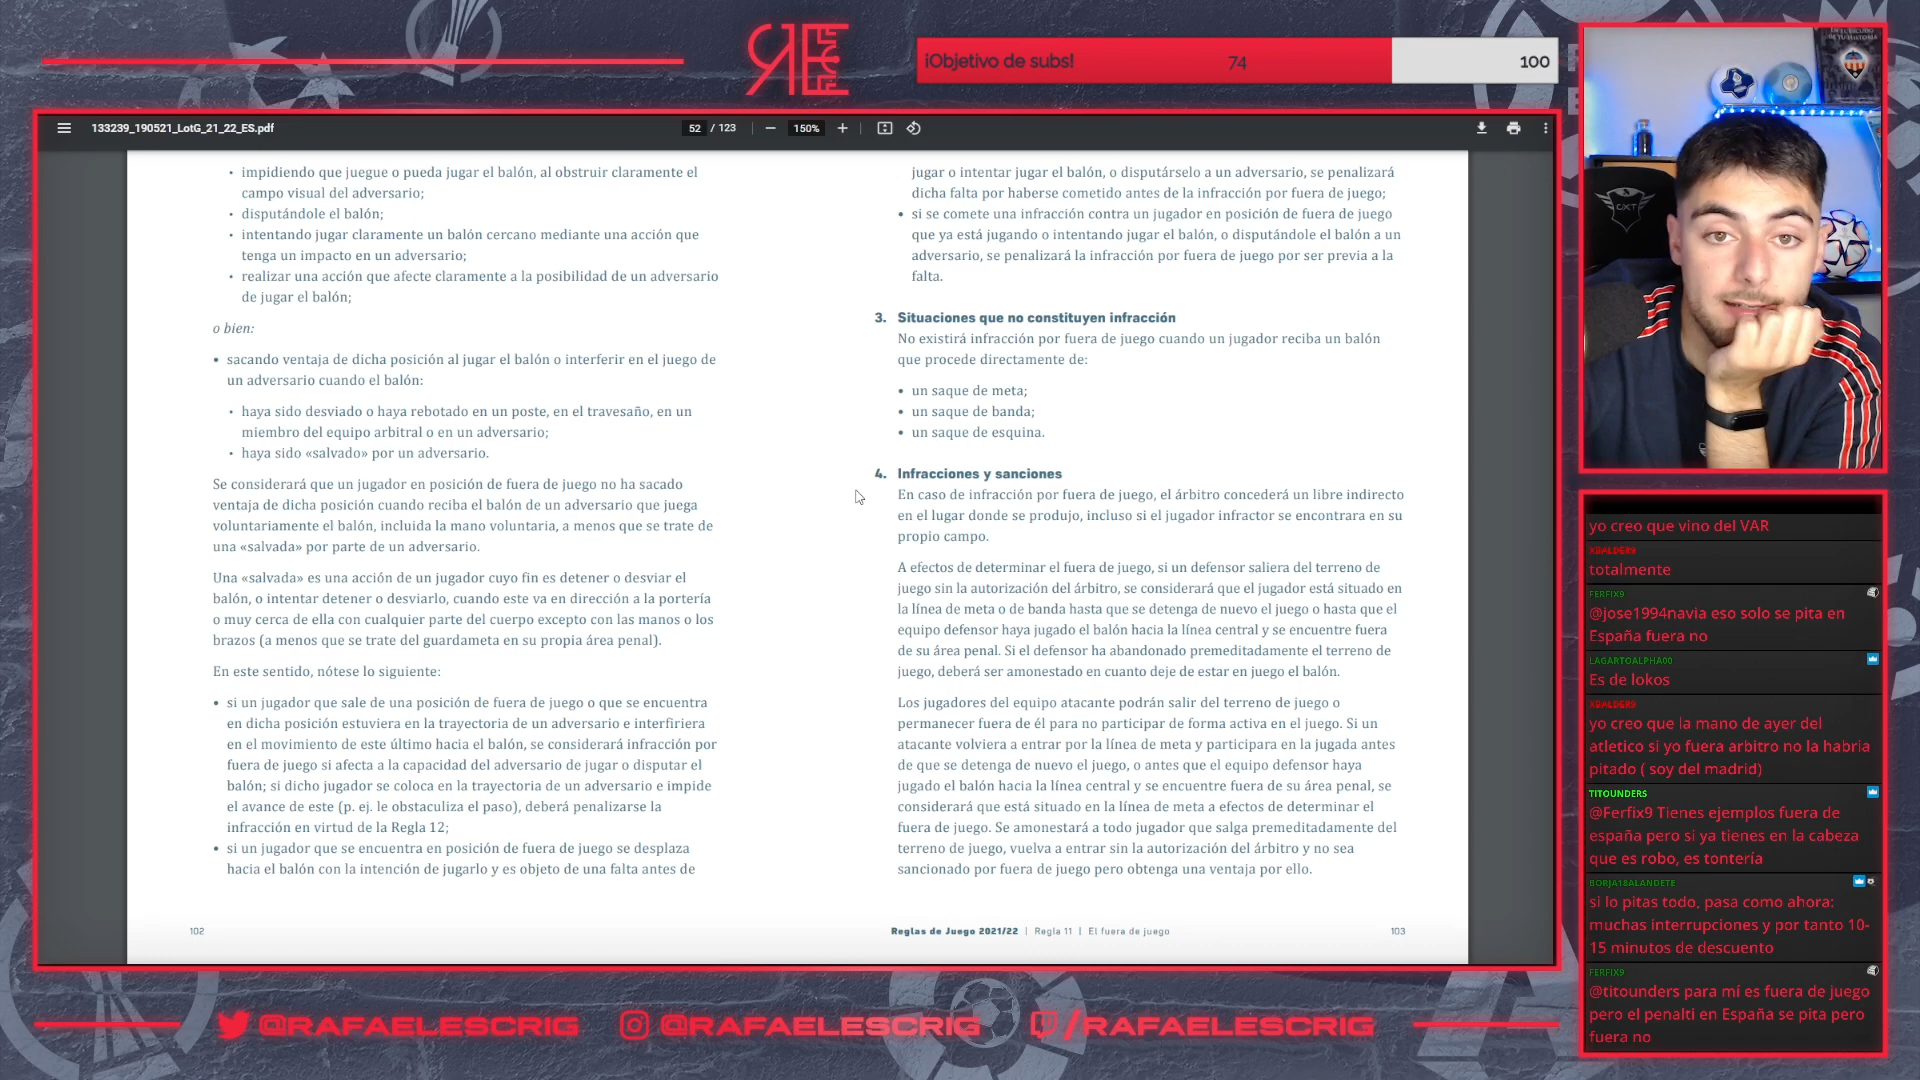 ¡Objetivo de subs!
74
100
133239_190521_LotG_21_22_ES.pdf
52 / 123
150%
impidiendo que juegue o pueda jugar el balón, al obstruir claramente el
campo visual del adversario;
disputándole el balón;
intentando jugar claramente un balón cercano mediante una acción que
tenga un impacto en un adversario;
realizar una acción que afecte claramente a la posibilidad de un adversario
de jugar el balón;
o bien:
sacando ventaja de dicha posición al jugar el balón o interferir en el juego de
un adversario cuando el balón:
haya sido desviado o haya rebotado en un poste, en el travesaño, en un
miembro del equipo arbitral o en un adversario;
haya sido «salvado» por un adversario.
Se considerará que un jugador en posición de fuera de juego no ha sacado
ventaja de dicha posición cuando reciba el balón de un adversario que juega
voluntariamente el balón, incluida la mano voluntaria, a menos que se trate de
una «salvada» por parte de un adversario.
Una «salvada» es una acción de un jugador cuyo fin es detener o desviar el
balón, o intentar detener o desviarlo, cuando este va en dirección a la portería
o muy cerca de ella con cualquier parte del cuerpo excepto con las manos o los
brazos (a menos que se trate del guardameta en su propia área penal).
En este sentido, nótese lo siguiente:
si un jugador que sale de una posición de fuera de juego o que se encuentra
en dicha posición estuviera en la trayectoria de un adversario e interfiriera
en el movimiento de este último hacia el balón, se considerará infracción por
fuera de juego si afecta a la capacidad del adversario de jugar o disputar el
balón; si dicho jugador se coloca en la trayectoria de un adversario e impide
el avance de este (p. ej. le obstaculiza el paso), deberá penalizarse la
infracción en virtud de la Regla 12;
si un jugador que se encuentra en posición de fuera de juego se desplaza
hacia el balón con la intención de jugarlo y es objeto de una falta antes de
102
jugar o intentar jugar el balón, o disputárselo a un adversario, se penalizará
dicha falta por haberse cometido antes de la infracción por fuera de juego;
si se comete una infracción contra un jugador en posición de fuera de juego
que ya está jugando o intentando jugar el balón, o disputándole el balón a un
adversario, se penalizará la infracción por fuera de juego por ser previa a la
falta.
3. Situaciones que no constituyen infracción
No existirá infracción por fuera de juego cuando un jugador reciba un balón
que procede directamente de:
un saque de meta;
un saque de banda;
un saque de esquina.
4. Infracciones y sanciones
En caso de infracción por fuera de juego, el árbitro concederá un libre indirecto
en el lugar donde se produjo, incluso si el jugador infractor se encontrara en su
propio campo.
A efectos de determinar el fuera de juego, si un defensor saliera del terreno de
juego sin la autorización del árbitro, se considerará que el jugador está situado en
la línea de meta o de banda hasta que se detenga de nuevo el juego o hasta que el
equipo defensor haya jugado el balón hacia la línea central y se encuentre fuera
de su área penal. Si el defensor ha abandonado premeditadamente el terreno de
juego, deberá ser amonestado en cuanto deje de estar en juego el balón.
Los jugadores del equipo atacante podrán salir del terreno de juego o
permanecer fuera de él para no participar de forma activa en el juego. Si un
atacante volviera a entrar por la línea de meta y participara en la jugada antes
de que se detenga de nuevo el juego, o antes que el equipo defensor haya
jugado el balón hacia la línea central y se encuentre fuera de su área penal, se
considerará que está situado en la línea de meta a efectos de determinar el
fuera de juego. Se amonestará a todo jugador que salga premeditadamente del
terreno de juego, vuelva a entrar sin la autorización del árbitro y no sea
sancionado por fuera de juego pero obtenga una ventaja por ello.
Reglas de Juego 2021/22 | Regla 11 | El fuera de juego
103
yo creo que vino del VAR
XBALDER9
totalmente
FERFIX9
@jose1994navia eso solo se pita en
España fuera no
LAGARTOALPHA00
Es de lokos
XBALDER9
yo creo que la mano de ayer del
atletico si yo fuera arbitro no la habria
pitado ( soy del madrid)
TITOUNDERS
@Ferfix9 Tienes ejemplos fuera de
españa pero si ya tienes en la cabeza
que es robo, es tontería
BORJA18ALANDETE
si lo pitas todo, pasa como ahora:
muchas interrupciones y por tanto 10-
15 minutos de descuento
FERFIX9
@titounders para mí es fuera de juego
pero el penalti en España se pita pero
fuera no
@RAFAELESCRIG
@RAFAELESCRIG
/RAFAELESCRIG